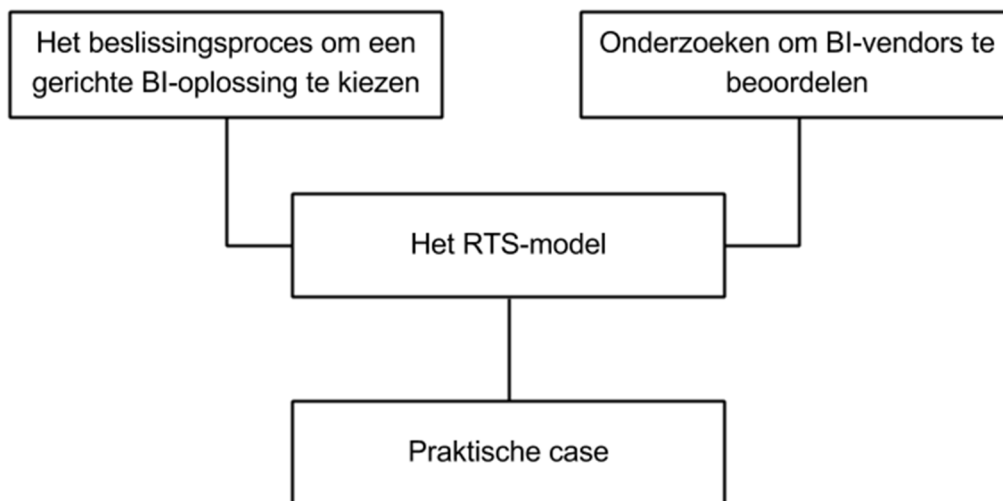 Het beslissingsproces om een
gerichte BI-oplossing te kiezen
Onderzoeken om BI-vendors te
beoordelen
Het RTS-model
Praktische case